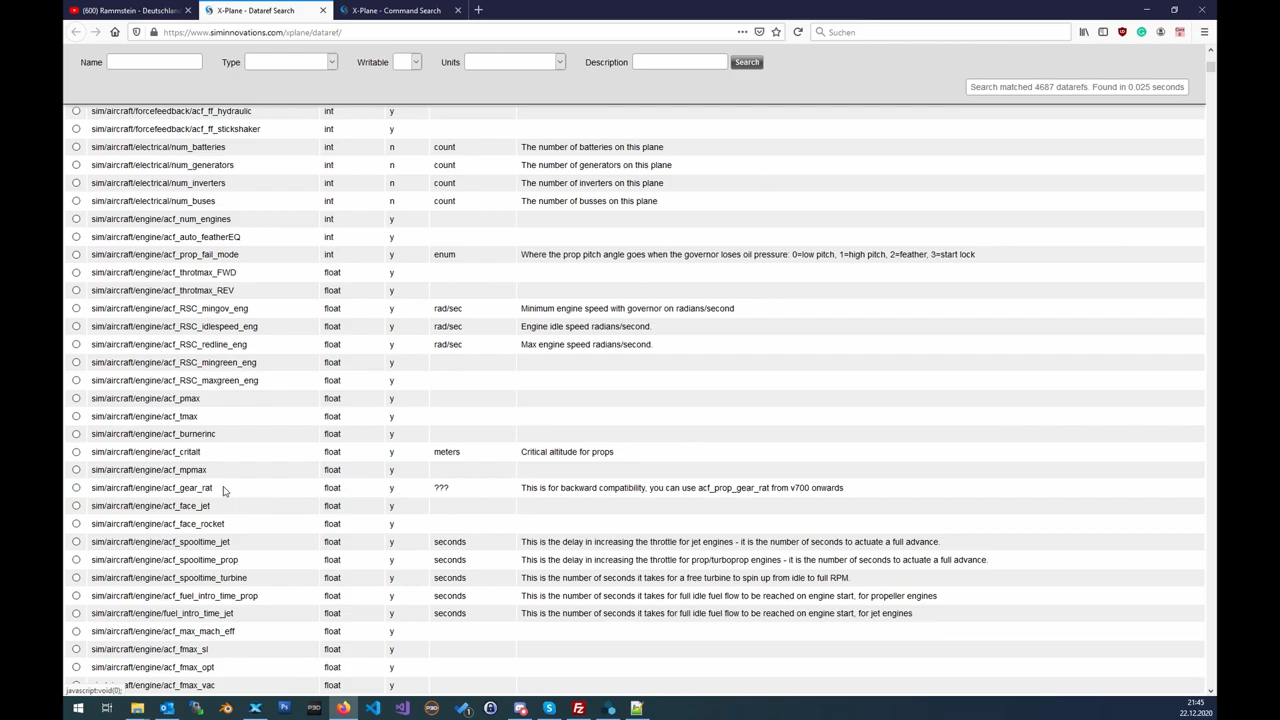 (600) Rammstein - Deutschlan
X-Plane - Dataref Search
X-Plane - Command Search
https://www.siminnovations.com/xplane/dataref/
Suchen
Name Type Writable Units Description Search
Search matched 4687 datarefs. Found in 0.025 seconds
sim/aircraft/forcefeedback/acf_ff_hydraulic int y
sim/aircraft/forcefeedback/acf_ff_stickshaker int y
sim/aircraft/electrical/num_batteries int n count The number of batteries on this plane
sim/aircraft/electrical/num_generators int n count The number of generators on this plane
sim/aircraft/electrical/num_inverters int n count The number of inverters on this plane
sim/aircraft/electrical/num_buses int n count The number of busses on this plane
sim/aircraft/engine/acf_num_engines int y
sim/aircraft/engine/acf_auto_featherEQ int y
sim/aircraft/engine/acf_prop_fail_mode int y enum Where the prop pitch angle goes when the governor loses oil pressure: 0=low pitch, 1=high pitch, 2=feather, 3=start lock
sim/aircraft/engine/acf_throtmax_FWD float y
sim/aircraft/engine/acf_throtmax_REV float y
sim/aircraft/engine/acf_RSC_mingov_eng float y rad/sec Minimum engine speed with governor on radians/second
sim/aircraft/engine/acf_RSC_idlespeed_eng float y rad/sec Engine idle speed radians/second.
sim/aircraft/engine/acf_RSC_redline_eng float y rad/sec Max engine speed radians/second.
sim/aircraft/engine/acf_RSC_mingreen_eng float y
sim/aircraft/engine/acf_RSC_maxgreen_eng float y
sim/aircraft/engine/acf_pmax float y
sim/aircraft/engine/acf_tmax float y
sim/aircraft/engine/acf_burnerinc float y
sim/aircraft/engine/acf_critalt float y meters Critical altitude for props
sim/aircraft/engine/acf_mpmax float y
sim/aircraft/engine/acf_gear_rat float y ??? This is for backward compatibility, you can use acf_prop_gear_rat from v700 onwards
sim/aircraft/engine/acf_face_jet float y
sim/aircraft/engine/acf_face_rocket float y
sim/aircraft/engine/acf_spooltime_jet float y seconds This is the delay in increasing the throttle for jet engines - it is the number of seconds to actuate a full advance.
sim/aircraft/engine/acf_spooltime_prop float y seconds This is the delay in increasing the throttle for prop/turboprop engines - it is the number of seconds to actuate a full advance.
sim/aircraft/engine/acf_spooltime_turbine float y seconds This is the number of seconds it takes for a free turbine to spin up from idle to full RPM.
sim/aircraft/engine/acf_fuel_intro_time_prop float y seconds This is the number of seconds it takes for full idle fuel flow to be reached on engine start, for propeller engines
sim/aircraft/engine/fuel_intro_time_jet float y seconds This is the number of seconds it takes for full idle fuel flow to be reached on engine start, for jet engines
sim/aircraft/engine/acf_max_mach_eff float y
sim/aircraft/engine/acf_fmax_sl float y
sim/aircraft/engine/acf_fmax_opt float y
aft/engine/acf_fmax_vac float y
javascript:void(0);
P3D
21:45
22.12.2020